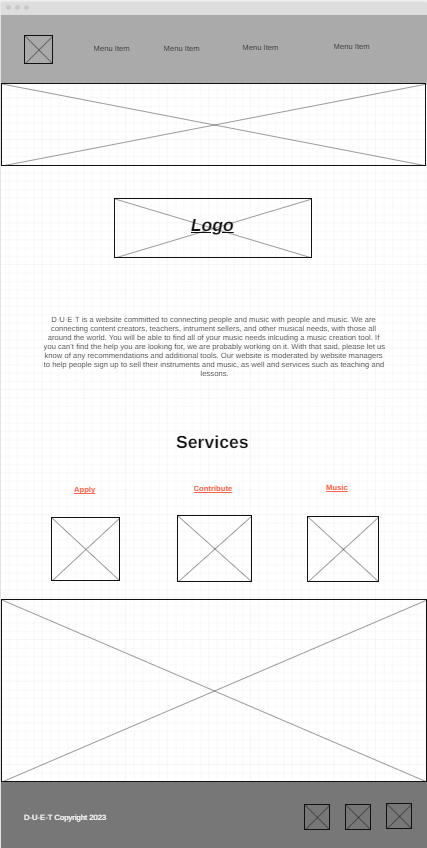 Menu Item Menu Item Menu Item Menu Item
Logo
D·U·E·T is a website committed to connecting people and music with people and music. We are
connecting content creators, teachers, intrument sellers, and other musical needs, with those all
around the world. You will be able to find all of your music needs inlcuding a music creation tool. If
you can't find the help you are looking for, we are probably working on it. With that said, please let us
know of any recommendations and additional tools. Our website is moderated by website managers
to help people sign up to sell their instruments and music, as well and services such as teaching and
lessons.
Services
Apply Contribute Music
D-U-E-T Copyright 2023